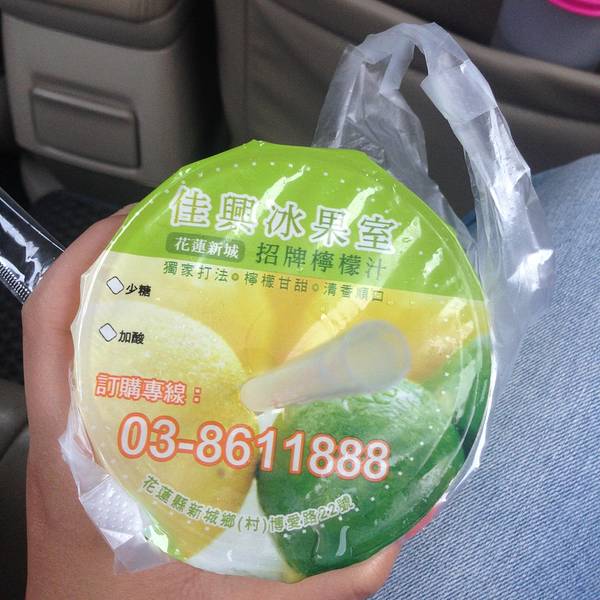 佳興冰果室
花蓮新城 招牌檸檬汁
獨家打法。檸檬甘甜。清香順口
少糖
加酸
訂購專線：
03-8611888
花蓮縣新城鄉(村)博愛路22號